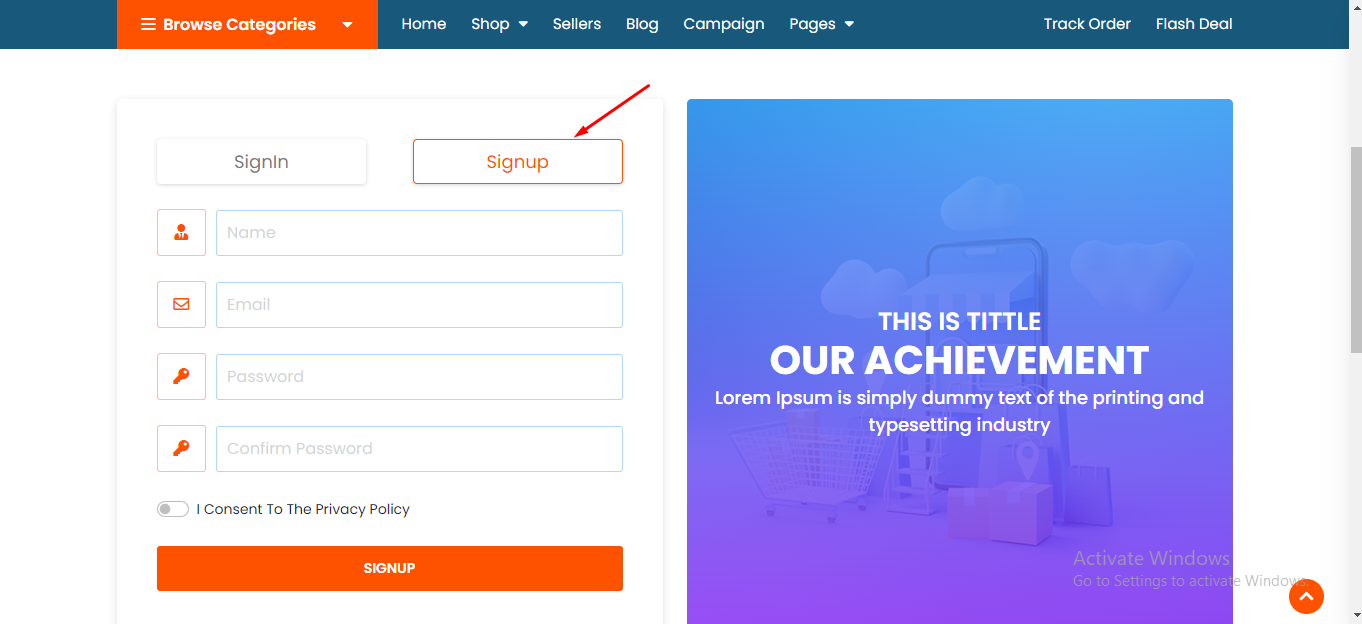 Browse Categories
Home Shop Sellers Blog Campaign Pages
Track Order Flash Deal
SignIn
Signup
Name
Email
Password
Confirm Password
I Consent To The Privacy Policy
SIGNUP
THIS IS TITTLE
OUR ACHIEVEMENT
Lorem Ipsum is simply dummy text of the printing and
typesetting industry
Activate Windows
Go to Settings to activate Windows.